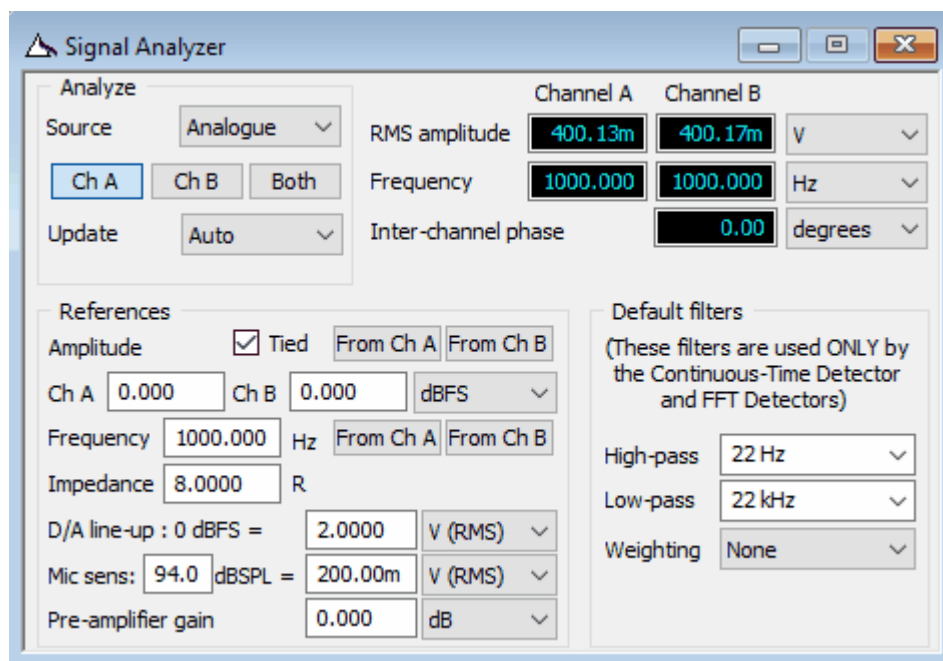 Signal Analyzer
Analyze
Source Analogue
Ch A Ch B Both
Update Auto
Channel A Channel B
RMS amplitude 400.13m 400.17m V
Frequency 1000.000 1000.000 Hz
Inter-channel phase 0.00 degrees
References
Amplitude Tied From Ch A From Ch B
Ch A 0.000 Ch B 0.000 dBFS
Frequency 1000.000 Hz From Ch A From Ch B
Impedance 8.0000 R
D/A line-up : 0 dBFS = 2.0000 V (RMS)
Mic sens: 94.0 dBSPL = 200.00m V (RMS)
Pre-amplifier gain 0.000 dB
Default filters
(These filters are used ONLY by
the Continuous-Time Detector
and FFT Detectors)
High-pass 22 Hz
Low-pass 22 kHz
Weighting None